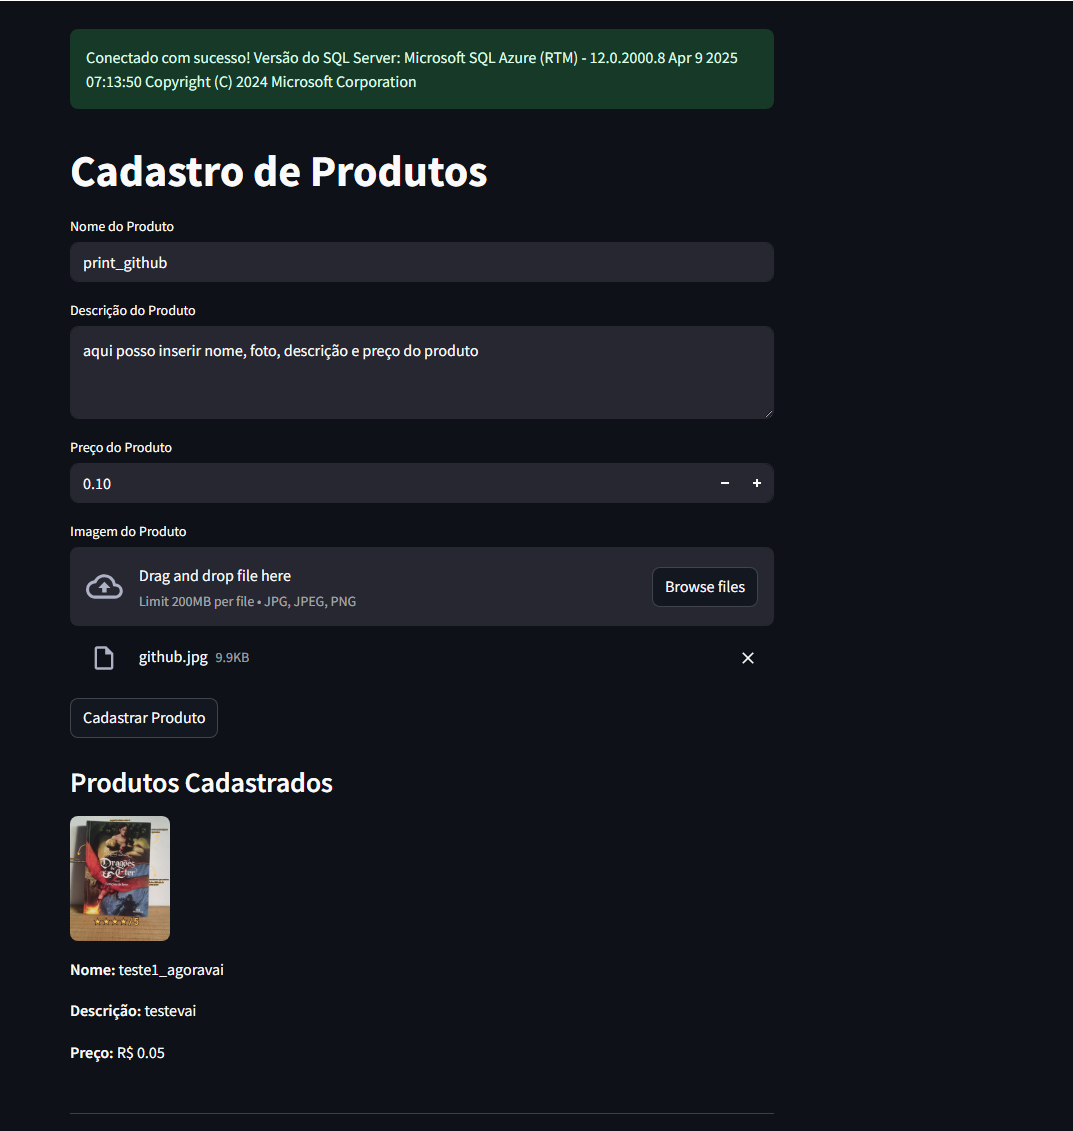 Conectado com sucesso! Versão do SQL Server: Microsoft SQL Azure (RTM) - 12.0.2000.8 Apr 9 2025
07:13:50 Copyright (C) 2024 Microsoft Corporation
Cadastro de Produtos
Nome do Produto
print_github
Descrição do Produto
aqui posso inserir nome, foto, descrição e preço do produto
Preço do Produto
0.10
Imagem do Produto
Drag and drop file here
Limit 200MB per file • JPG, JPEG, PNG
Browse files
github.jpg 9.9KB
Cadastrar Produto
Produtos Cadastrados
Dragões
Éter
Nome: teste1_agoravai
Descrição: testevai
Preço: R$ 0.05